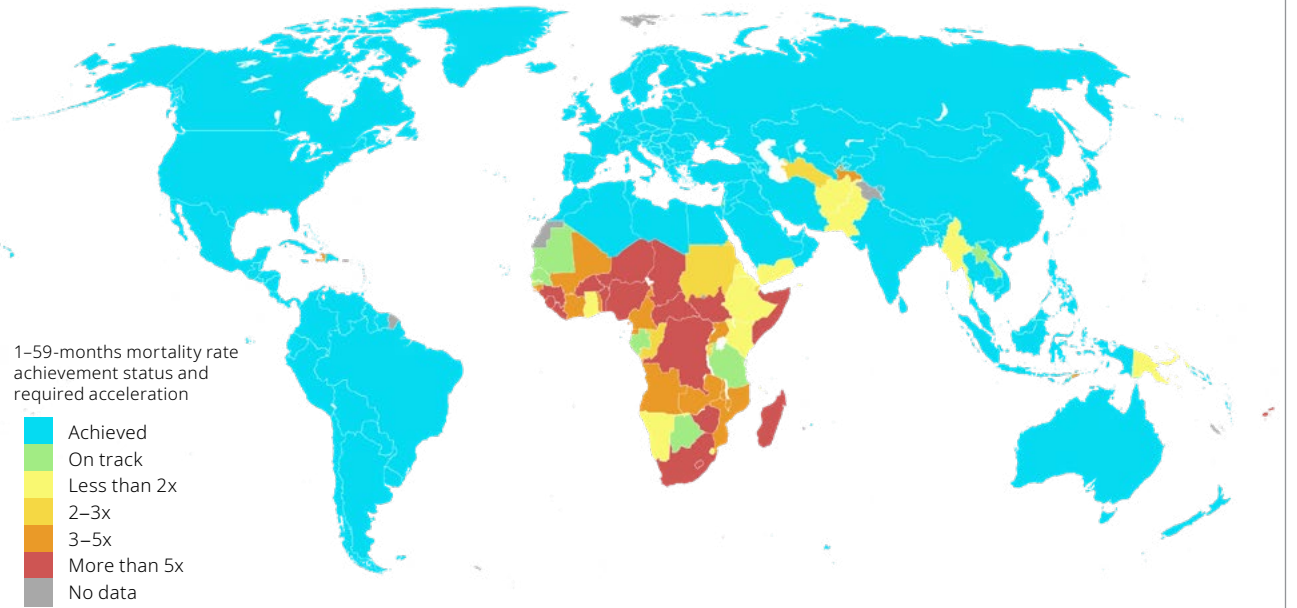 1–59-months mortality rate
achievement status and
required acceleration
Achieved
On track
Less than 2x
2–3x
3–5x
More than 5x
No data